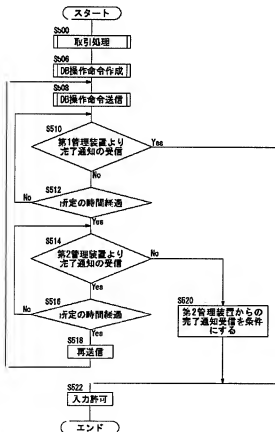 スタート
S500
取引処理
S506
DB操作命令作成
S508
DB操作命令送信
S510
第1管理装置より
完了通知の受信
Yes
No
S512
所定の時間経過
No
Yes
S514
第2管理装置より
完了通知の受信
No
Yes
S516
所定の時間経過
No
Yes
S518
再送信
S520
第2管理装置からの
完了通知受信を条件
にする
S522
入力許可
エンド